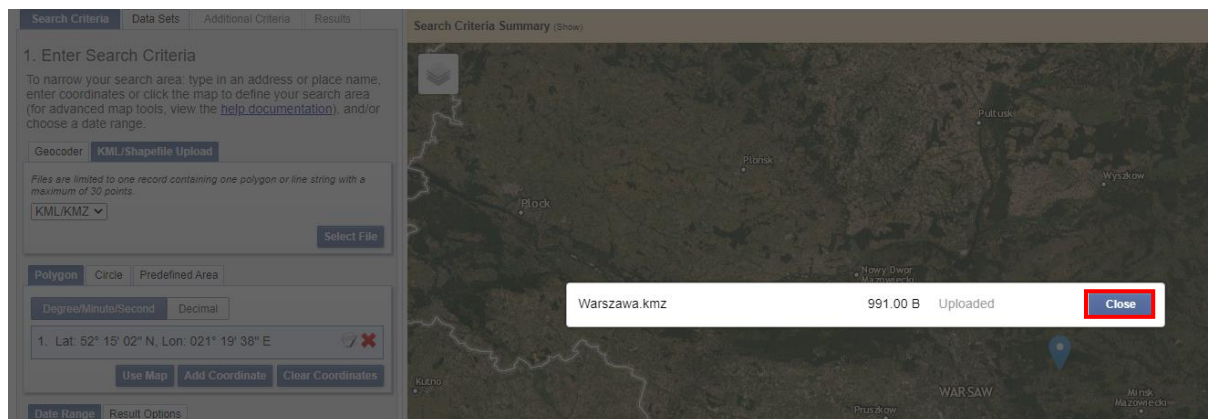 Search Criteria Data Sets Additional Criteria Results
1. Enter Search Criteria
To narrow your search area: type in an address or place name,
enter coordinates or click the map to define your search area
(for advanced map tools, view the help documentation), and/or
choose a date range.
Geocoder KML/Shapefile Upload
Files are limited to one record containing one polygon or line string with a
maximum of 30 points.
KML/KMZ
Select File
Polygon Circle Predefined Area
Degree/Minute/Second Decimal
1. Lat: 52° 15' 02" N, Lon: 021° 19' 38" E
Use Map Add Coordinate Clear Coordinates
Date Range Result Options
Search Criteria Summary (Show)
Pułtusk
Płońsk
Wyszkow
Płock
Nowy Dwor
Mazowiecki
Warszawa.kmz 991.00 B Uploaded Close
Kutno
WARSAW
Minsk
Mazowiecki
Pruszkow